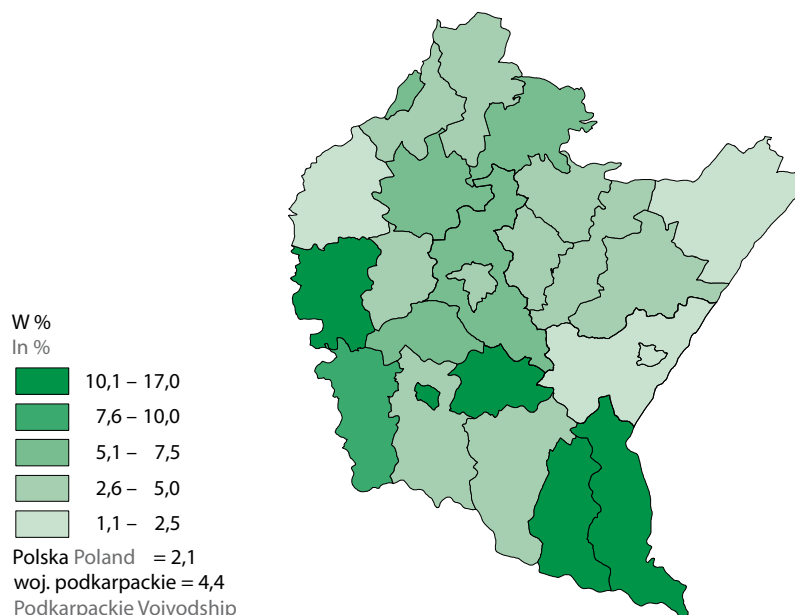 W %
In %
10,1 – 17,0
7,6 – 10,0
5,1 – 7,5
2,6 – 5,0
1,1 – 2,5
Polska Poland = 2,1
woj. podkarpackie = 4,4
Podkarpackie Voivodship